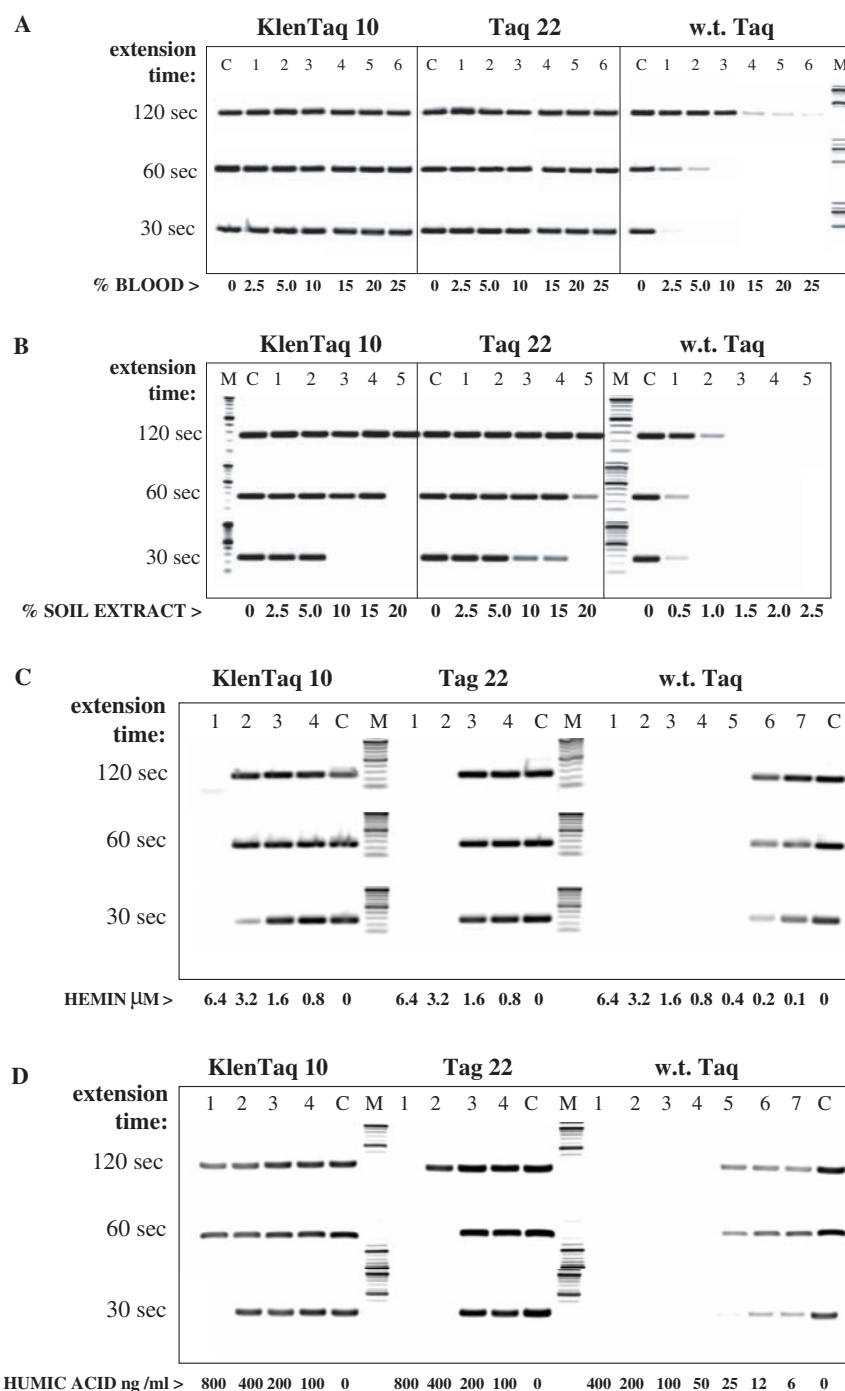 A
KlenTaq 10 Taq 22 w.t. Taq
extension time:
C 1 2 3 4 5 6 C 1 2 3 4 5 6 C 1 2 3 4 5 6 M
120 sec
60 sec
30 sec
% BLOOD > 0 2.5 5.0 10 15 20 25 0 2.5 5.0 10 15 20 25 0 2.5 5.0 10 15 20 25
B
KlenTaq 10 Taq 22 w.t. Taq
extension time:
M C 1 2 3 4 5 C 1 2 3 4 5 M C 1 2 3 4 5
120 sec
60 sec
30 sec
% SOIL EXTRACT > 0 2.5 5.0 10 15 20 0 2.5 5.0 10 15 20 0 0.5 1.0 1.5 2.0 2.5
C
KlenTaq 10 Tag 22 w.t. Taq
extension time:
1 2 3 4 C M 1 2 3 4 C M 1 2 3 4 5 6 7 C
120 sec
60 sec
30 sec
HEMIN μM > 6.4 3.2 1.6 0.8 0 6.4 3.2 1.6 0.8 0 6.4 3.2 1.6 0.8 0.4 0.2 0.1 0
D
KlenTaq 10 Tag 22 w.t. Taq
extension time:
1 2 3 4 C M 1 2 3 4 C M 1 2 3 4 5 6 7 C
120 sec
60 sec
30 sec
HUMIC ACID ng /ml > 800 400 200 100 0 800 400 200 100 0 400 200 100 50 25 12 6 0